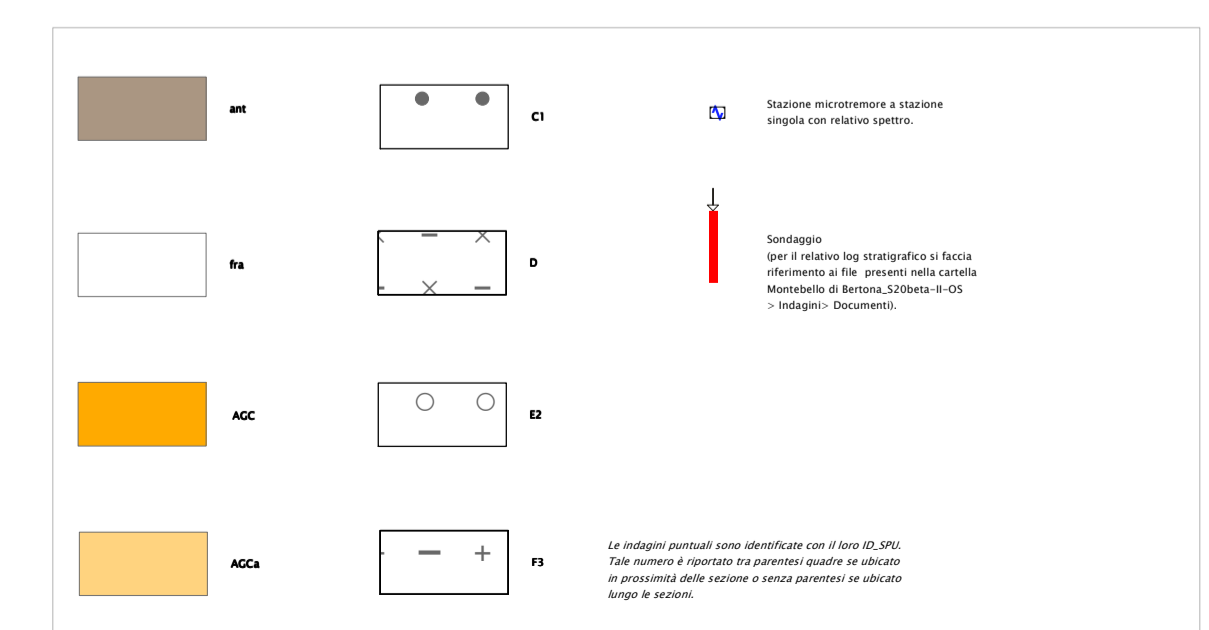 ant
C1
Stazione microtremore a stazione
singola con relativo spettro.
fra
D
Sondaggio
(per il relativo log stratigrafico si faccia
riferimento ai file presenti nella cartella
Montebello di Bertona_S20beta-II-OS
> Indagini> Documenti).
AGC
E2
AGCa
F3
Le indagini puntuali sono identificate con il loro ID_SPU.
Tale numero è riportato tra parentesi quadre se ubicato
in prossimità delle sezione o senza parentesi se ubicato
lungo le sezioni.